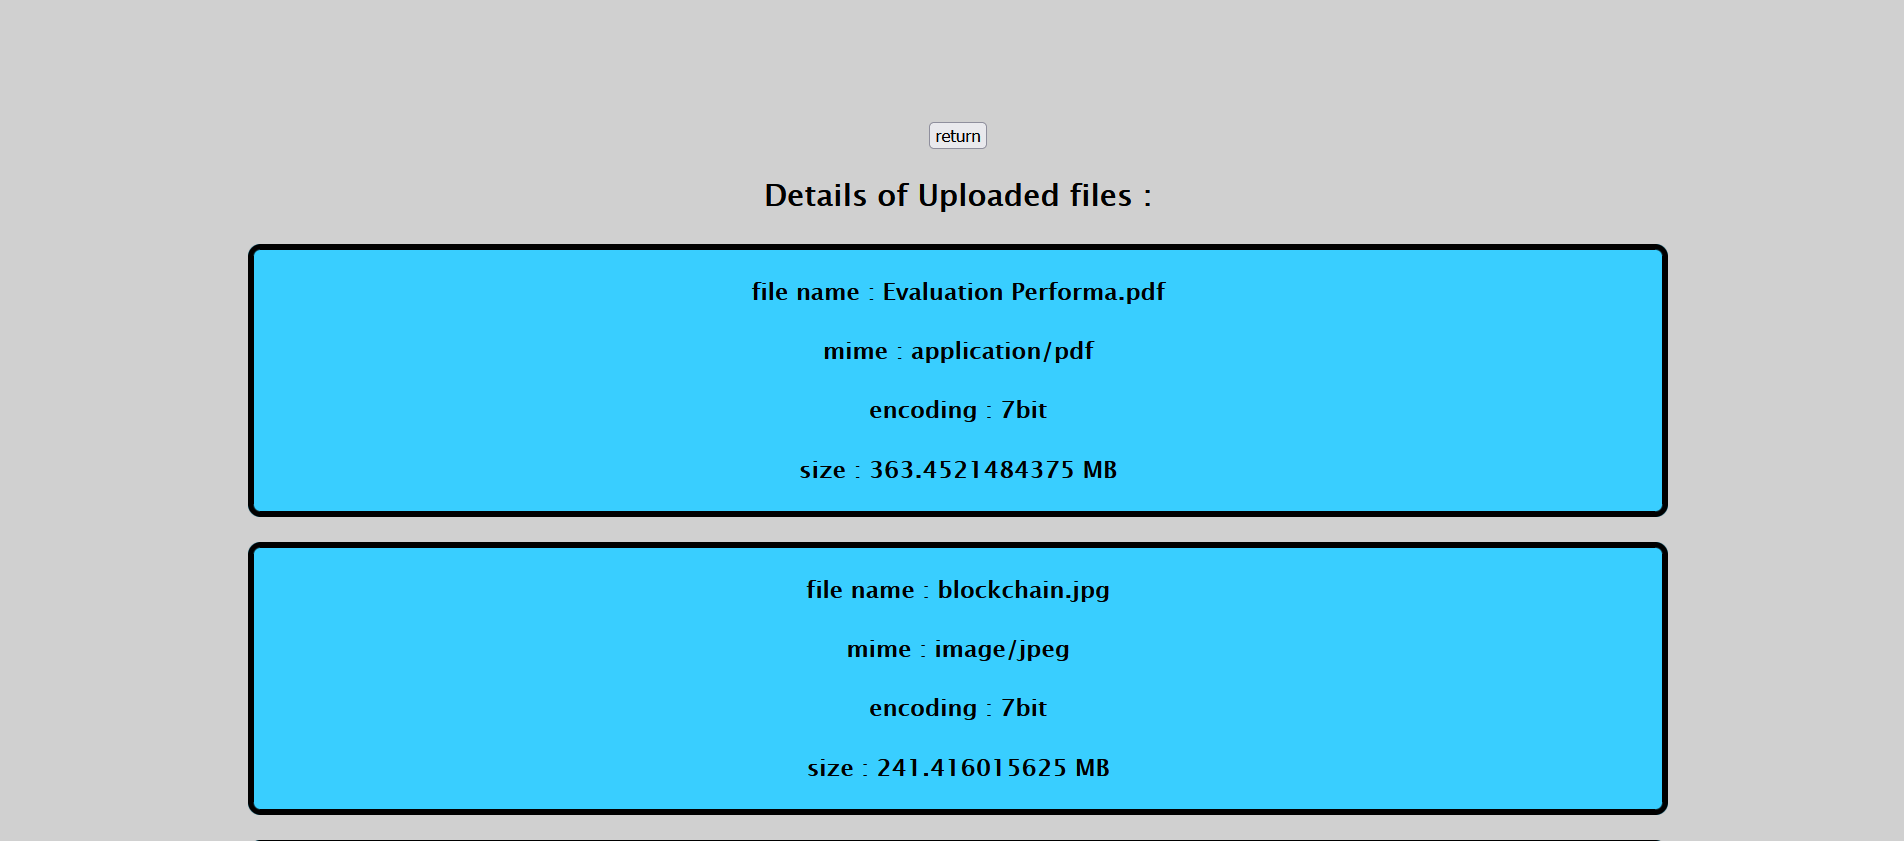 return
Details of Uploaded files :
file name : Evaluation Performa.pdf
mime : application/pdf
encoding : 7bit
size : 363.4521484375 MB
file name : blockchain.jpg
mime : image/jpeg
encoding : 7bit
size : 241.416015625 MB